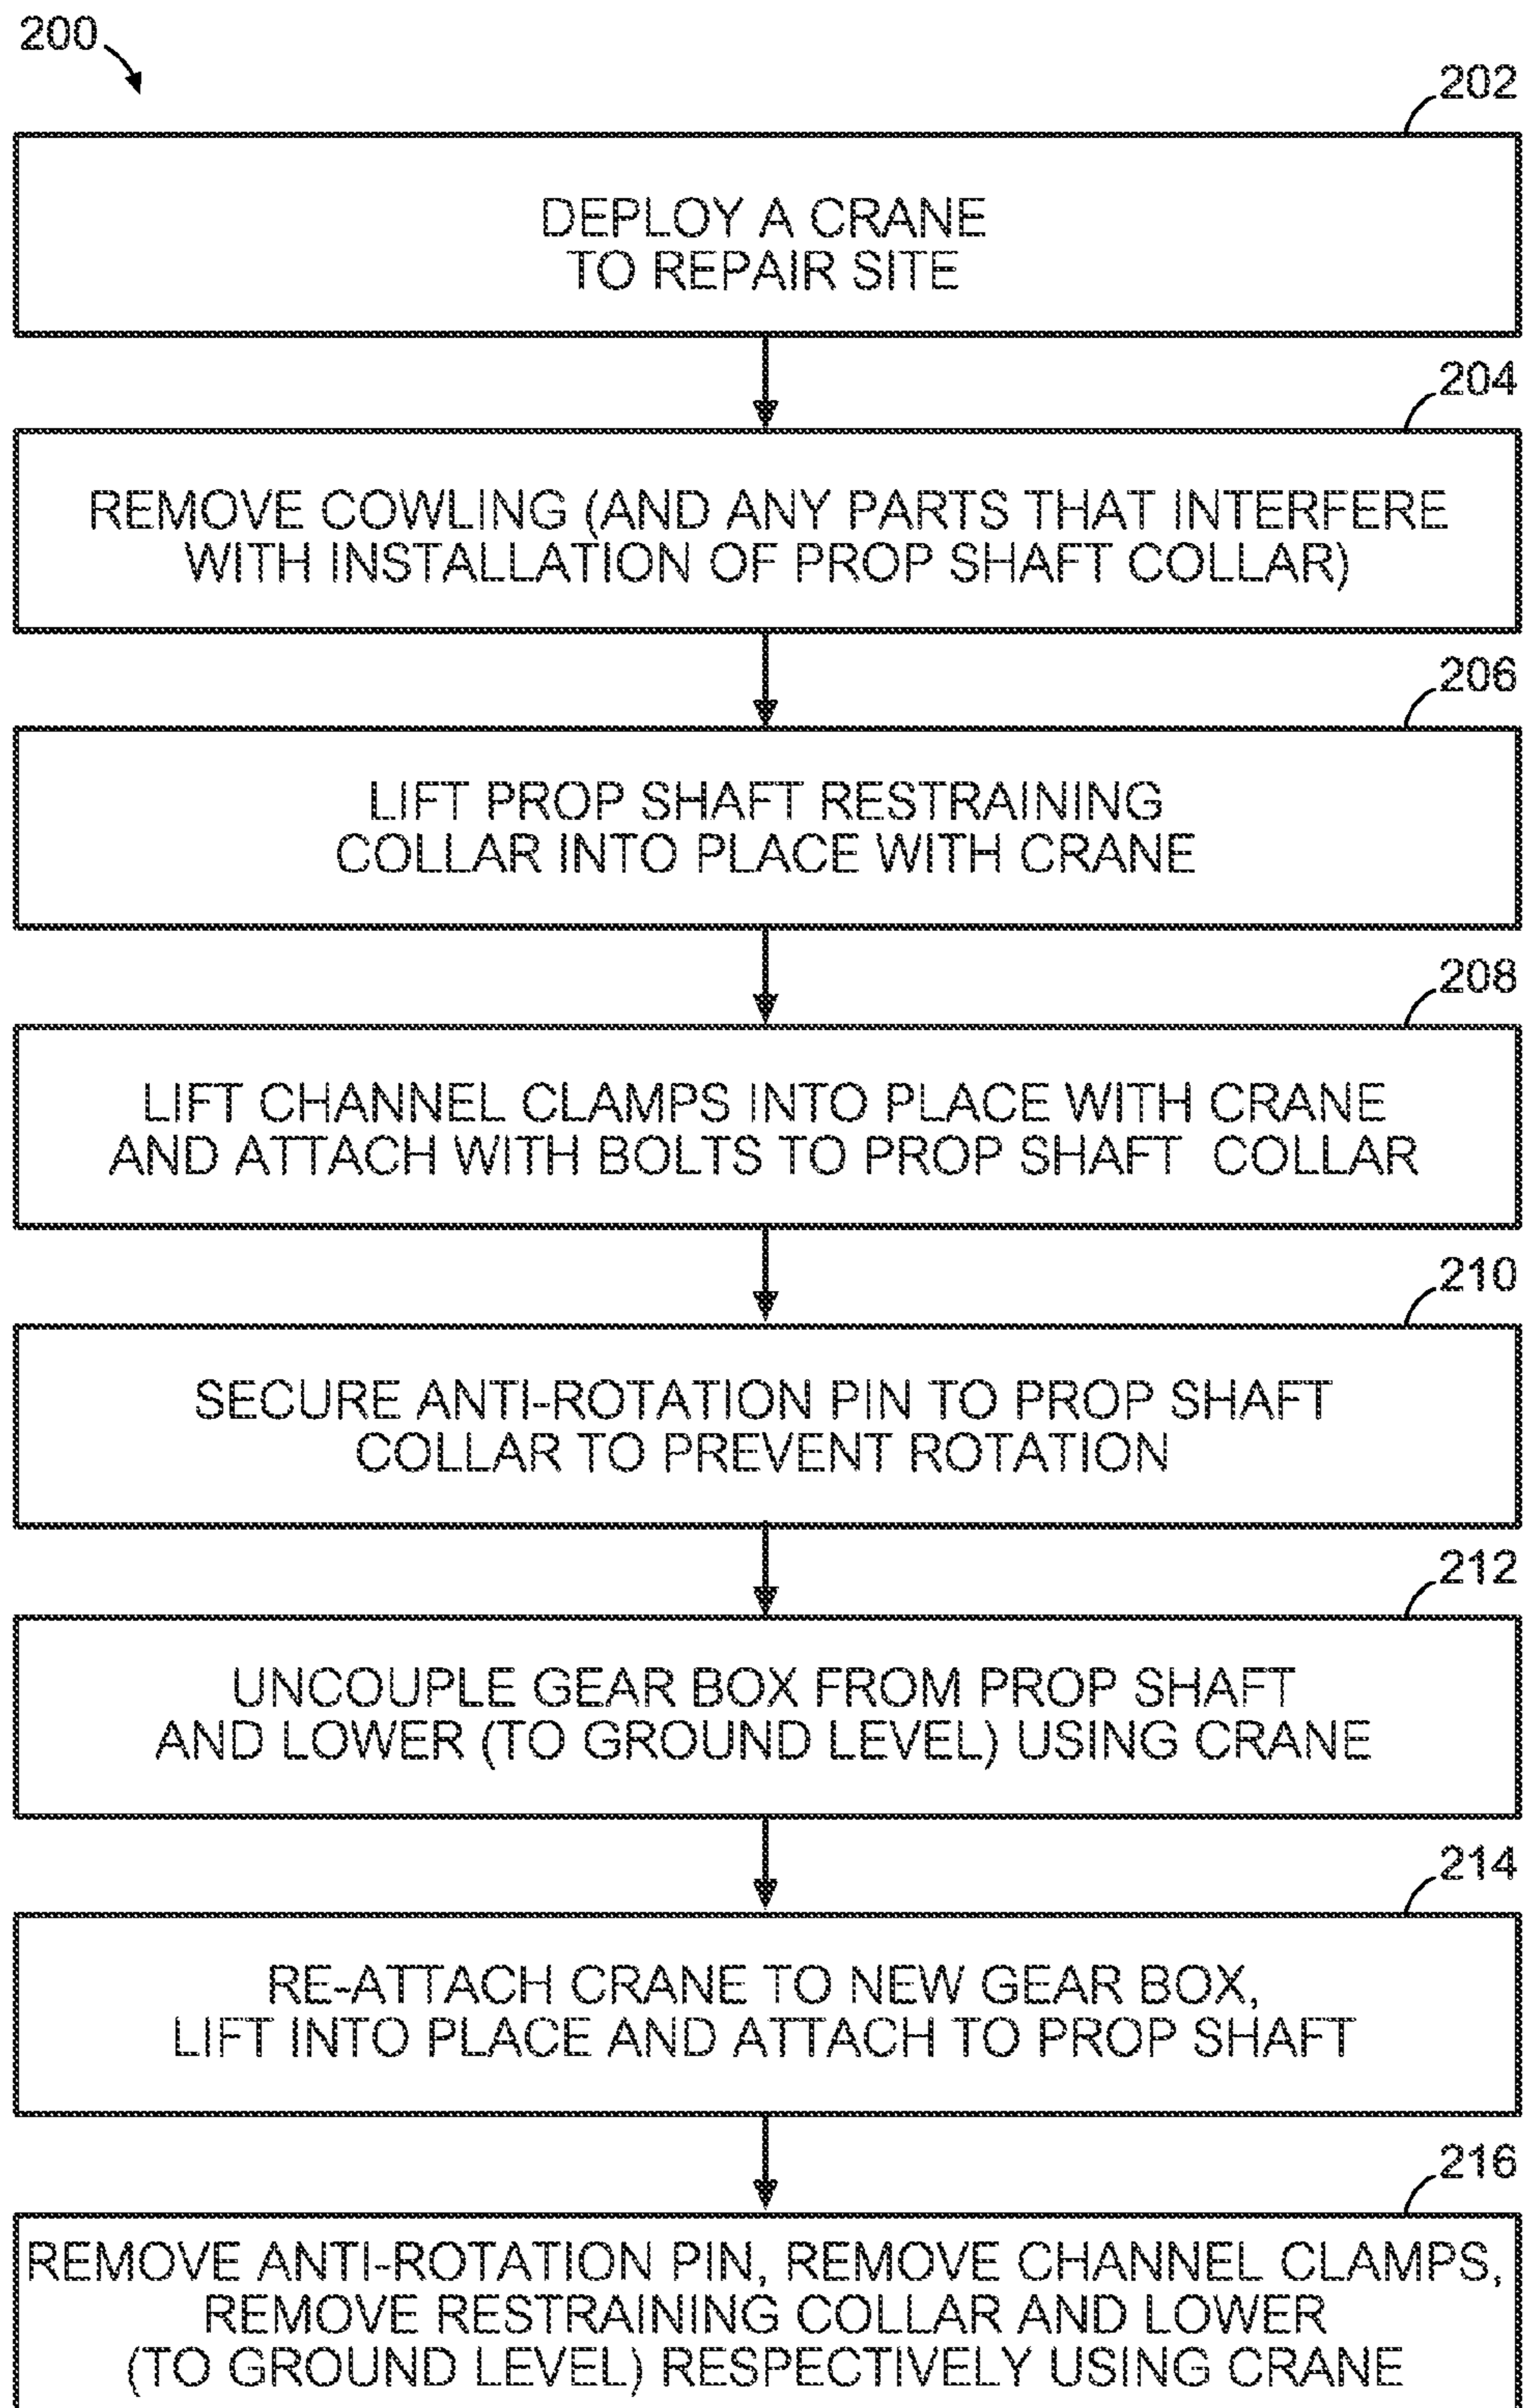 200
202
DEPLOY A CRANE
TO REPAIR SITE
204
REMOVE COWLING (AND ANY PARTS THAT INTERFERE
WITH INSTALLATION OF PROP SHAFT COLLAR)
206
LIFT PROP SHAFT RESTRAINING
COLLAR INTO PLACE WITH CRANE
208
LIFT CHANNEL CLAMPS INTO PLACE WITH CRANE
AND ATTACH WITH BOLTS TO PROP SHAFT COLLAR
210
SECURE ANTI-ROTATION PIN TO PROP SHAFT
COLLAR TO PREVENT ROTATION
212
UNCOUPLE GEAR BOX FROM PROP SHAFT
AND LOWER (TO GROUND LEVEL) USING CRANE
214
RE-ATTACH CRANE TO NEW GEAR BOX,
LIFT INTO PLACE AND ATTACH TO PROP SHAFT
216
REMOVE ANTI-ROTATION PIN, REMOVE CHANNEL CLAMPS,
REMOVE RESTRAINING COLLAR AND LOWER
(TO GROUND LEVEL) RESPECTIVELY USING CRANE